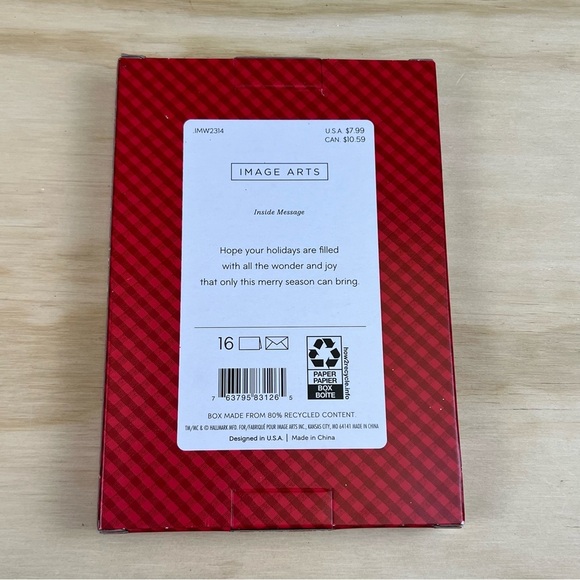 IMW2314
U.S.A. $7.99
CAN. $10.59
IMAGE ARTS
Inside Message
Hope your holidays are filled
with all the wonder and joy
that only this merry season can bring.
16
PAPER
PAPIER
BOX
BOÎTE
how2recycle.info
7 63795 83126 5
BOX MADE FROM 80% RECYCLED CONTENT.
TM/MC & © HALLMARK MFD. FOR/FABRIQUÉ POUR IMAGE ARTS INC., KANSAS CITY, MO 64141 MADE IN CHINA
Designed in U.S.A. | Made in China